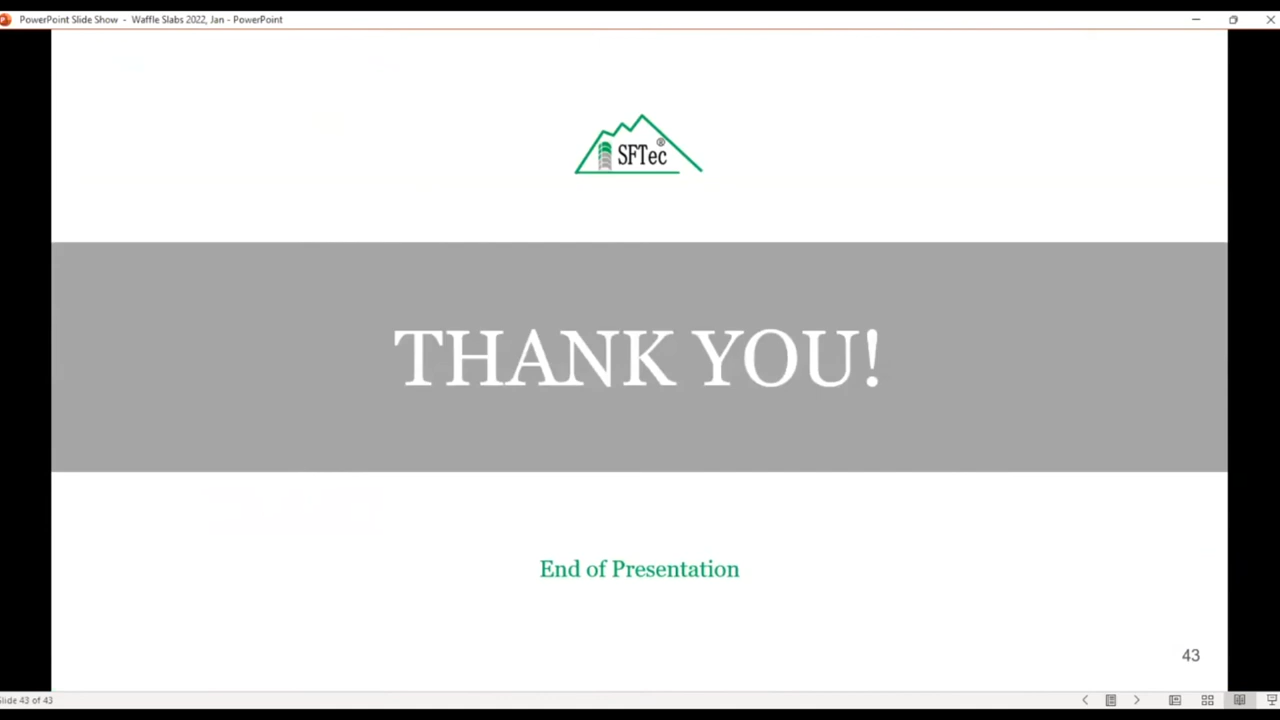 PowerPoint Slide Show - Waffle Slabs 2022, Jan - PowerPoint
SFTec®
THANK YOU!
End of Presentation
43
Slide 43 of 43